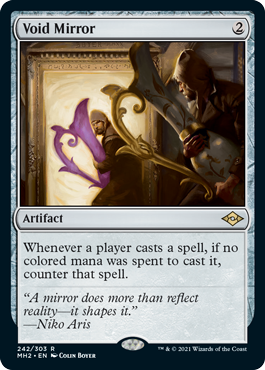 Void Mirror 2
Artifact
Whenever a player casts a spell, if no
colored mana was spent to cast it,
counter that spell.
“A mirror does more than reflect
reality—it shapes it.”
—Niko Aris
242/303 R
MH2 • EN Colin Boyer
™ & © 2021 Wizards of the Coast